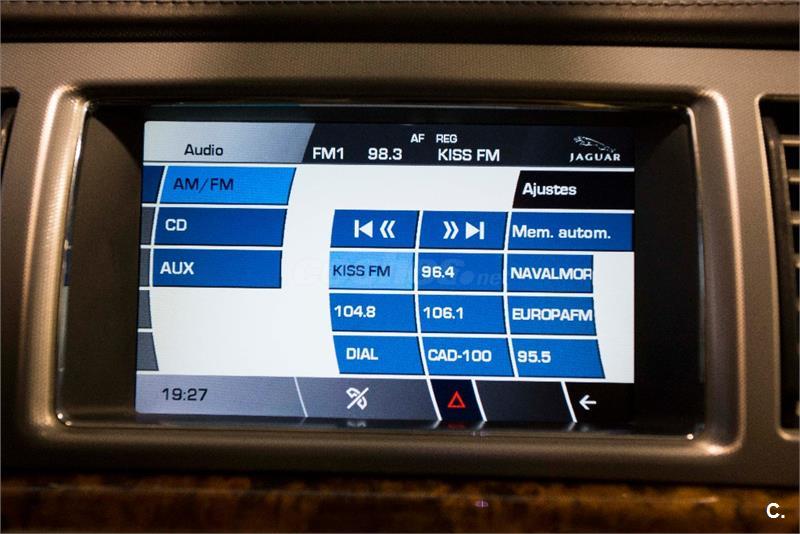 Audio
FM1 98.3 AF REG KISS FM
JAGUAR
AM/FM
Ajustes
CD
Mem. autom.
AUX
KISS FM 96.4 NAVALMOR
104.8 106.1 EUROPAFM
DIAL CAD-100 95.5
19:27
C.